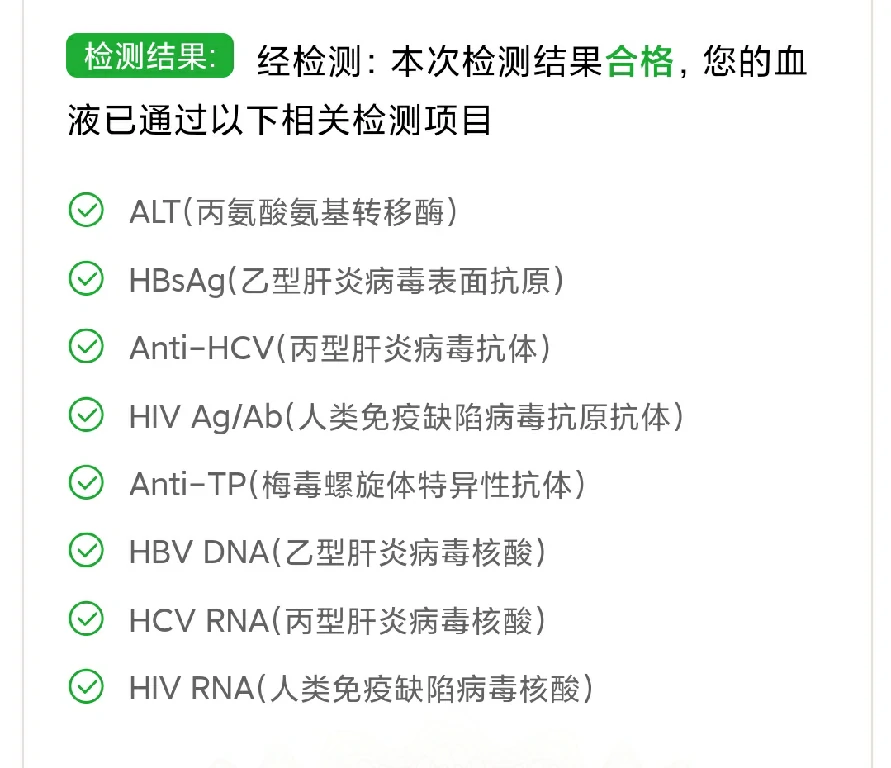 检测结果: 经检测：本次检测结果合格，您的血
液已通过以下相关检测项目
ALT(丙氨酸氨基转移酶)
HBsAg(乙型肝炎病毒表面抗原)
Anti-HCV(丙型肝炎病毒抗体)
HIV Ag/Ab(人类免疫缺陷病毒抗原抗体)
Anti-TP(梅毒螺旋体特异性抗体)
HBV DNA(乙型肝炎病毒核酸)
HCV RNA(丙型肝炎病毒核酸)
HIV RNA(人类免疫缺陷病毒核酸)